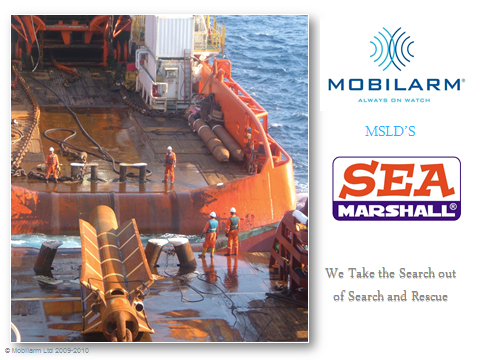 MOBILARM®
ALWAYS ON WATCH
MSLD'S
SEA
MARSHALL®
We Take the Search out
of Search and Rescue
© Mobilarm Ltd 2009-2010